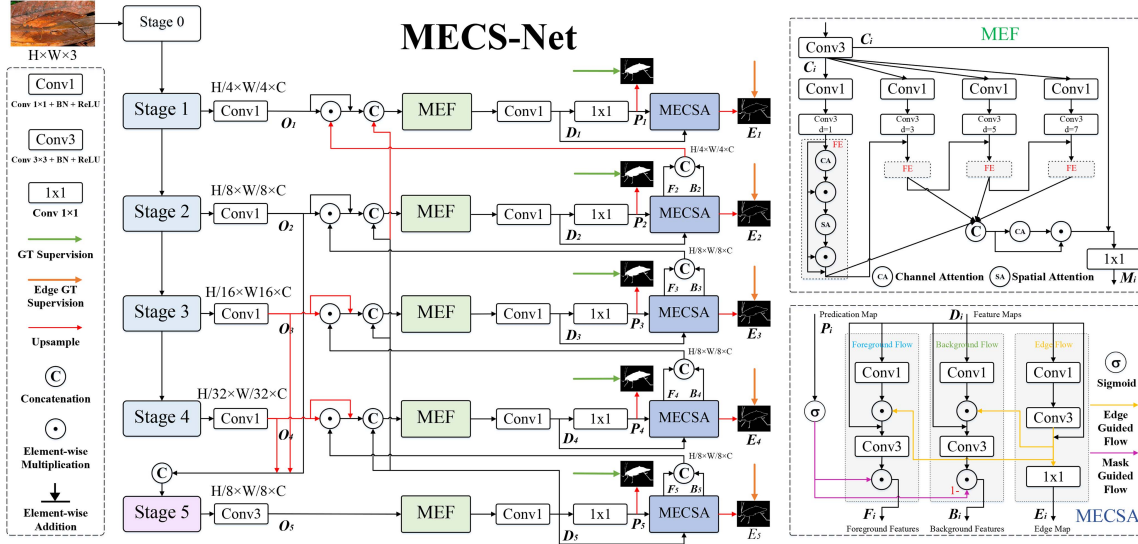 MECS-Net
H×W×3
Conv1
Conv 1×1 + BN + ReLU
Conv3
Conv 3×3 + BN + ReLU
1x1
Conv 1×1
GT Supervision
Edge GT
Supervision
Upsample
C
Concatenation
Element-wise
Multiplication
Element-wise
Addition
Stage 0
Stage 1
H/4×W/4×C
Conv1
O1
C
MEF
Conv1
D1
1x1
P1
MECSA
E1
H/4×W/4×C
C
F2
B2
Stage 2
H/8×W/8×C
Conv1
O2
C
MEF
Conv1
D2
1x1
P2
MECSA
E2
H/8×W/8×C
C
F3
B3
Stage 3
H/16×W16×C
Conv1
O3
C
MEF
Conv1
D3
1x1
P3
MECSA
E3
H/8×W/8×C
C
F4
B4
Stage 4
H/32×W/32×C
Conv1
O4
C
MEF
Conv1
D4
1x1
P4
MECSA
E4
H/8×W/8×C
C
F5
B5
C
Stage 5
H/8×W/8×C
Conv3
O5
MEF
Conv1
D5
1x1
P5
MECSA
E5
MEF
Conv3
Ci
Ci
Conv1
Conv1
Conv1
Conv1
Conv3
d=1
Conv3
d=3
Conv3
d=5
Conv3
d=7
FE
CA
SA
FE
FE
FE
C
CA
1x1
Mi
CA
Channel Attention
SA
Spatial Attention
Predication Map
Pi
Di
Feature Maps
Foreground Flow
Background Flow
Edge Flow
Conv1
Conv1
Conv1
Conv3
Conv3
Conv3
1x1
σ
1-
Fi
Bi
Ei
Foreground Features
Background Features
Edge Map
σ
Sigmoid
Edge
Guided
Flow
Mask
Guided
Flow
MECSA